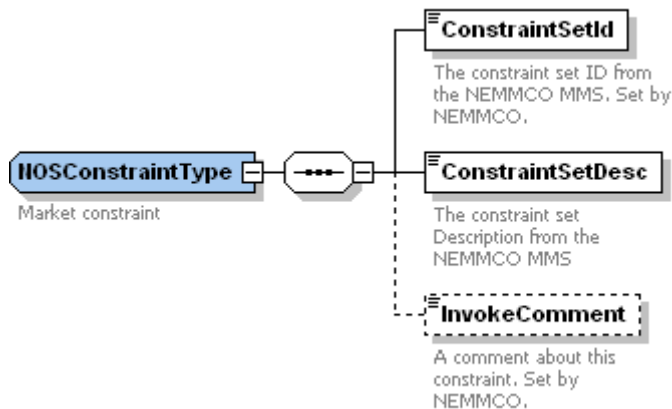 ConstraintSetId
The constraint set ID from
the NEMMCO MMS. Set by
NEMMCO.
NOSConstraintType
Market constraint
ConstraintSetDesc
The constraint set
Description from the
NEMMCO MMS
InvokeComment
A comment about this
constraint. Set by
NEMMCO.